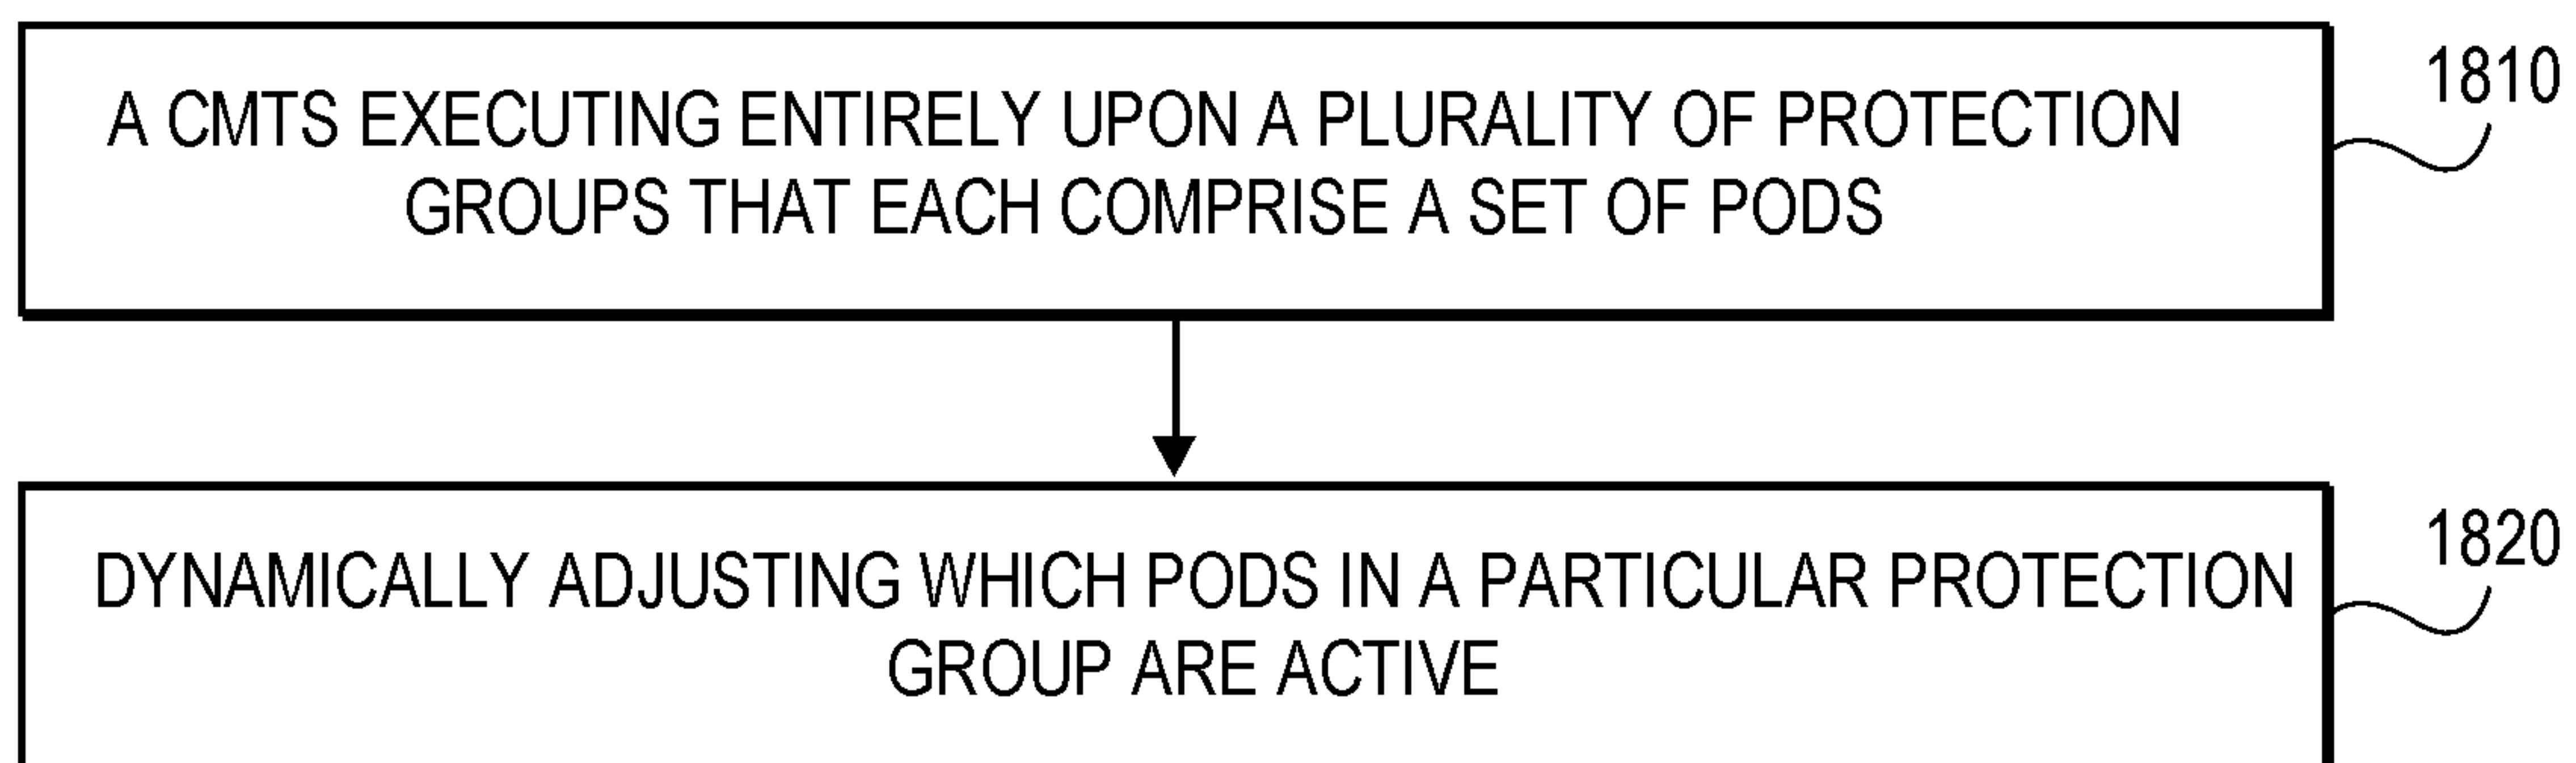 A CMTS EXECUTING ENTIRELY UPON A PLURALITY OF PROTECTION
GROUPS THAT EACH COMPRISE A SET OF PODS
1810
DYNAMICALLY ADJUSTING WHICH PODS IN A PARTICULAR PROTECTION
GROUP ARE ACTIVE
1820